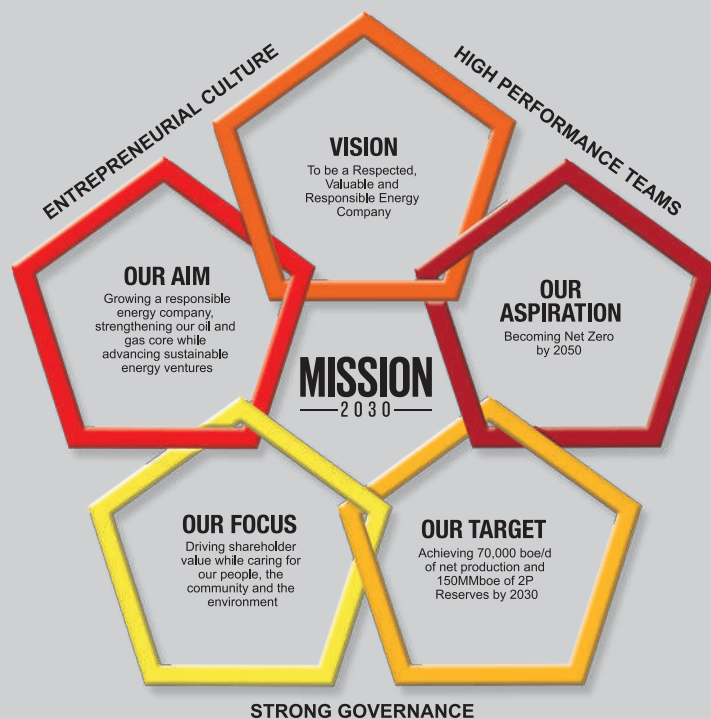 ENTREPRENEURIAL CULTURE
HIGH PERFORMANCE TEAMS
VISION
To be a Respected,
Valuable and
Responsible Energy
Company
OUR AIM
Growing a responsible
energy company,
strengthening our oil and
gas core while
advancing sustainable
energy ventures
OUR
ASPIRATION
Becoming Net Zero
by 2050
MISSION
2030
OUR FOCUS
Driving shareholder
value while caring for
our people, the
community and the
environment
OUR TARGET
Achieving 70,000 boe/d
of net production and
150MMboe of 2P
Reserves by 2030
STRONG GOVERNANCE